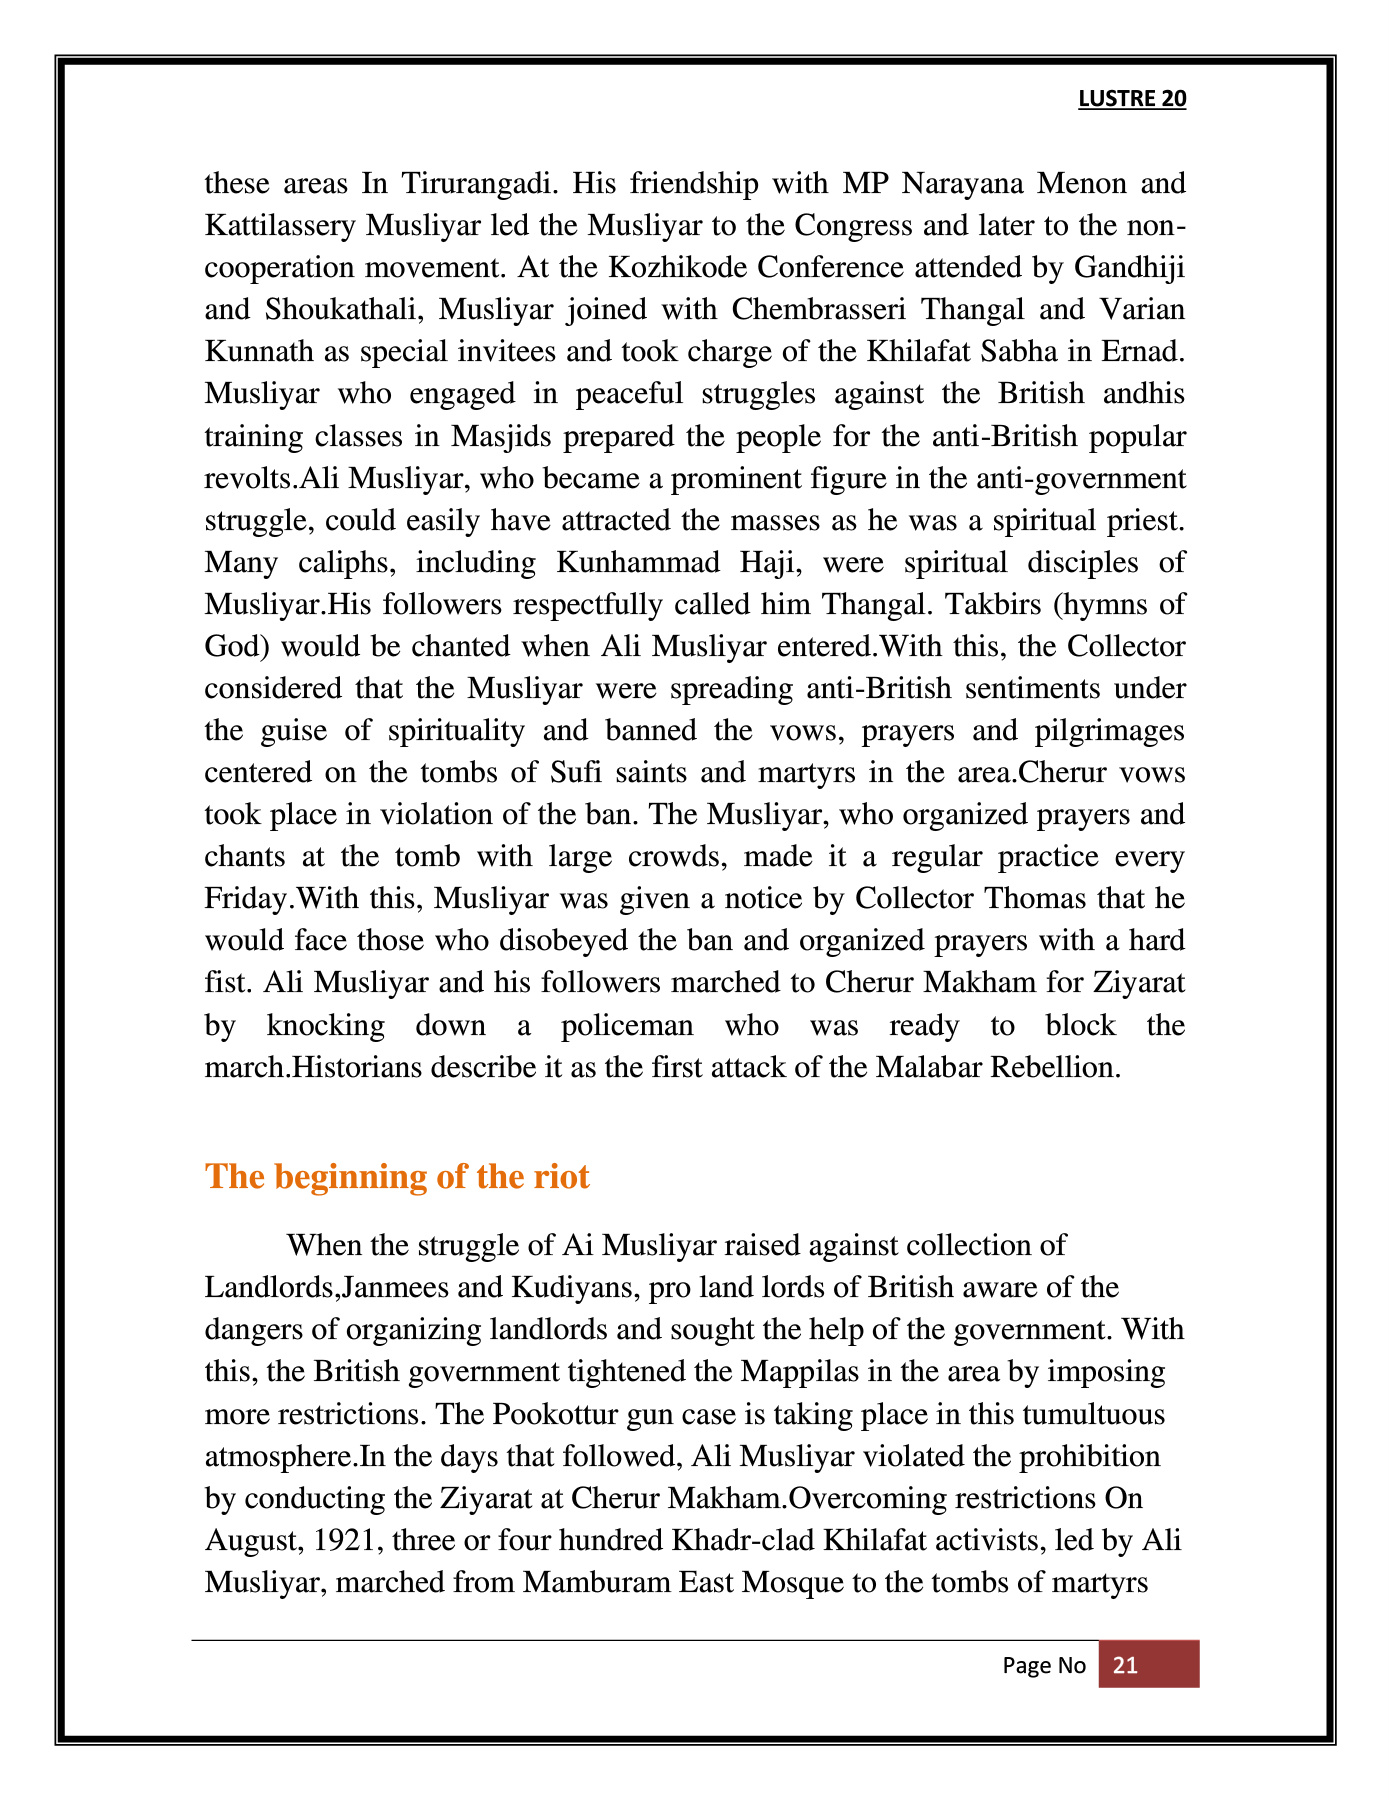 LUSTRE 20
these areas In Tirurangadi. His friendship with MP Narayana Menon and
Kattilassery Musliyar led the Musliyar to the Congress and later to the non-
cooperation movement. At the Kozhikode Conference attended by Gandhiji
and Shoukathali, Musliyar joined with Chembrasseri Thangal and Varian
Kunnath as special invitees and took charge of the Khilafat Sabha in Ernad.
Musliyar who engaged in peaceful struggles against the British andhis
training classes in Masjids prepared the people for the anti-British popular
revolts.Ali Musliyar, who became a prominent figure in the anti-government
struggle, could easily have attracted the masses as he was a spiritual priest.
Many caliphs, including Kunhammad Haji, were spiritual disciples of
Musliyar.His followers respectfully called him Thangal. Takbirs (hymns of
God) would be chanted when Ali Musliyar entered.With this, the Collector
considered that the Musliyar were spreading anti-British sentiments under
the guise of spirituality and banned the vows, prayers and pilgrimages
centered on the tombs of Sufi saints and martyrs in the area.Cherur vows
took place in violation of the ban. The Musliyar, who organized prayers and
chants at the tomb with large crowds, made it a regular practice every
Friday.With this, Musliyar was given a notice by Collector Thomas that he
would face those who disobeyed the ban and organized prayers with a hard
fist. Ali Musliyar and his followers marched to Cherur Makham for Ziyarat
by knocking down a policeman who was ready to block the
march.Historians describe it as the first attack of the Malabar Rebellion.
The beginning of the riot
When the struggle of Ai Musliyar raised against collection of
Landlords,Janmees and Kudiyans, pro land lords of British aware of the
dangers of organizing landlords and sought the help of the government. With
this, the British government tightened the Mappilas in the area by imposing
more restrictions. The Pookottur gun case is taking place in this tumultuous
atmosphere.In the days that followed, Ali Musliyar violated the prohibition
by conducting the Ziyarat at Cherur Makham.Overcoming restrictions On
August, 1921, three or four hundred Khadr-clad Khilafat activists, led by Ali
Musliyar, marched from Mamburam East Mosque to the tombs of martyrs
Page No 21